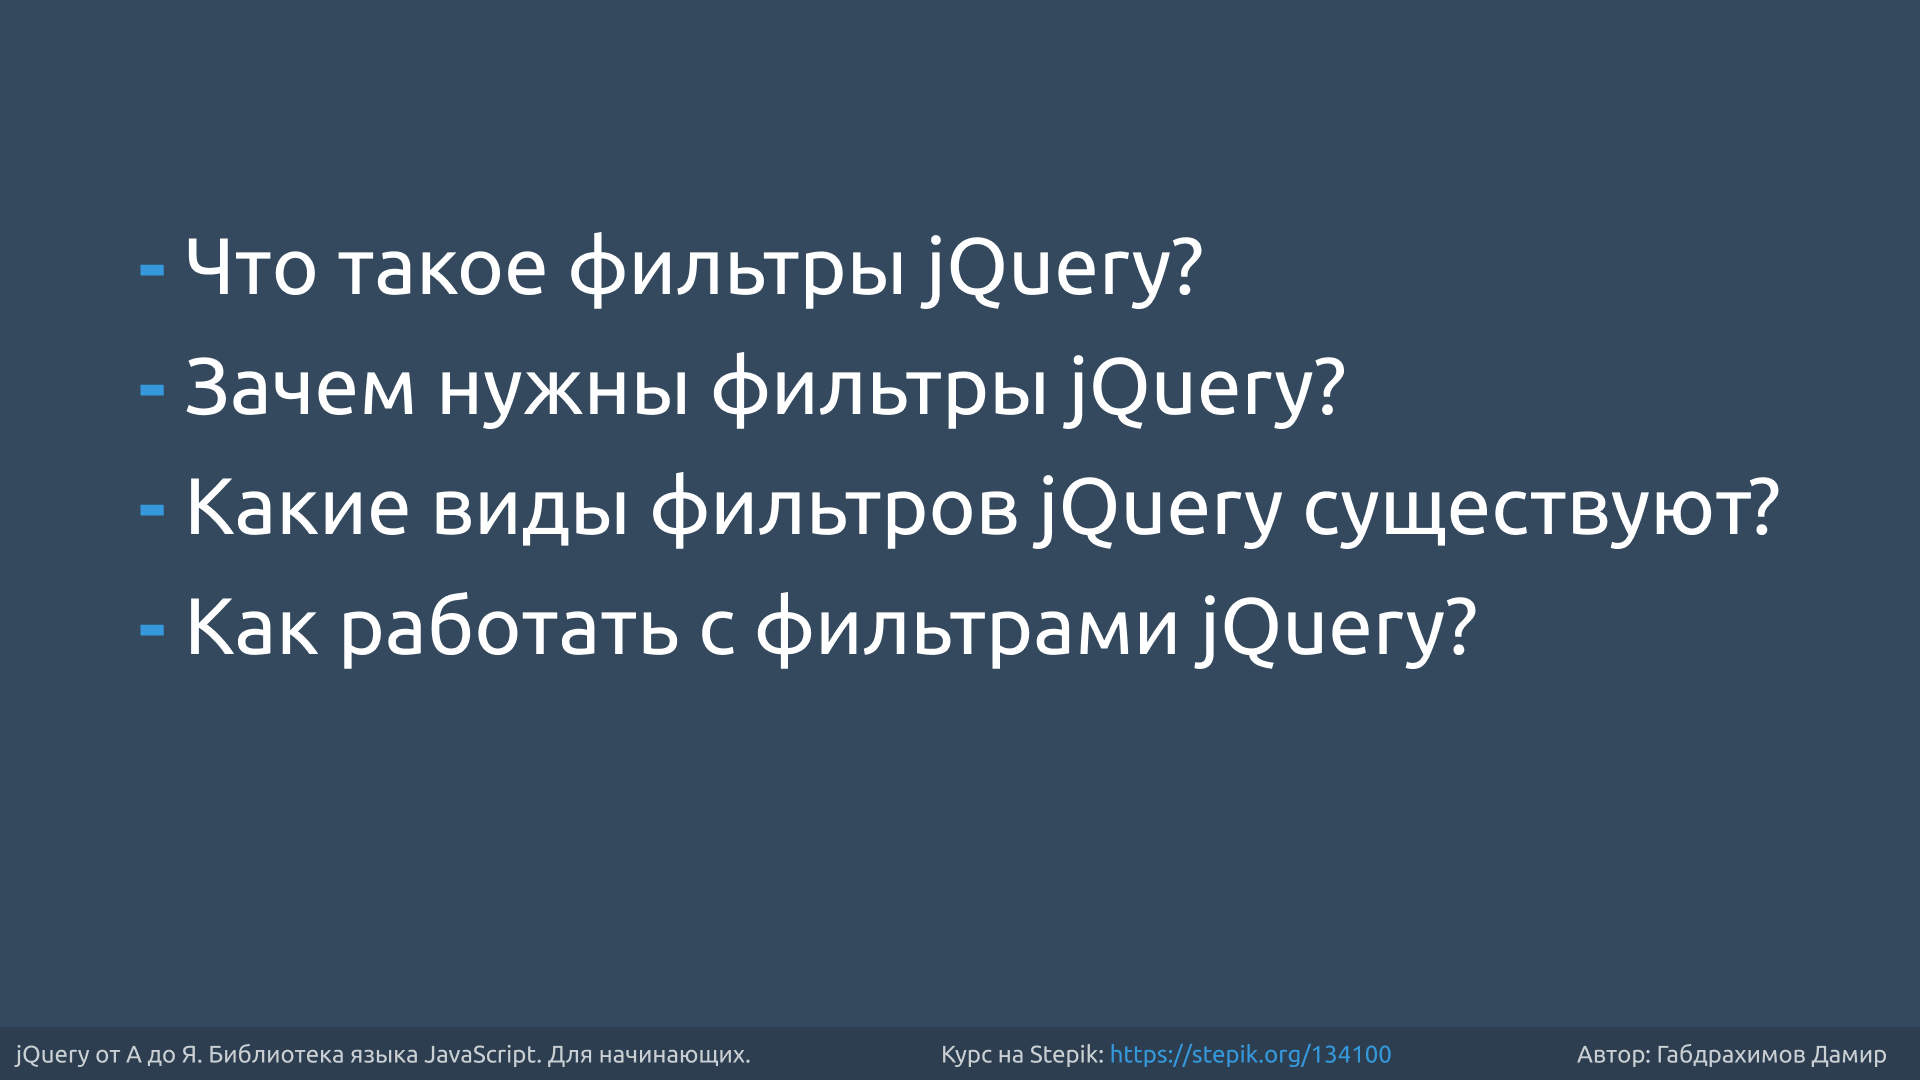 - Что такое фильтры jQuery?
- Зачем нужны фильтры jQuery?
- Какие виды фильтров jQuery существуют?
- Как работать с фильтрами jQuery?
jQuery от А до Я. Библиотека языка JavaScript. Для начинающих.
Курс на Stepik: https://stepik.org/134100
Автор: Габдрахимов Дамир